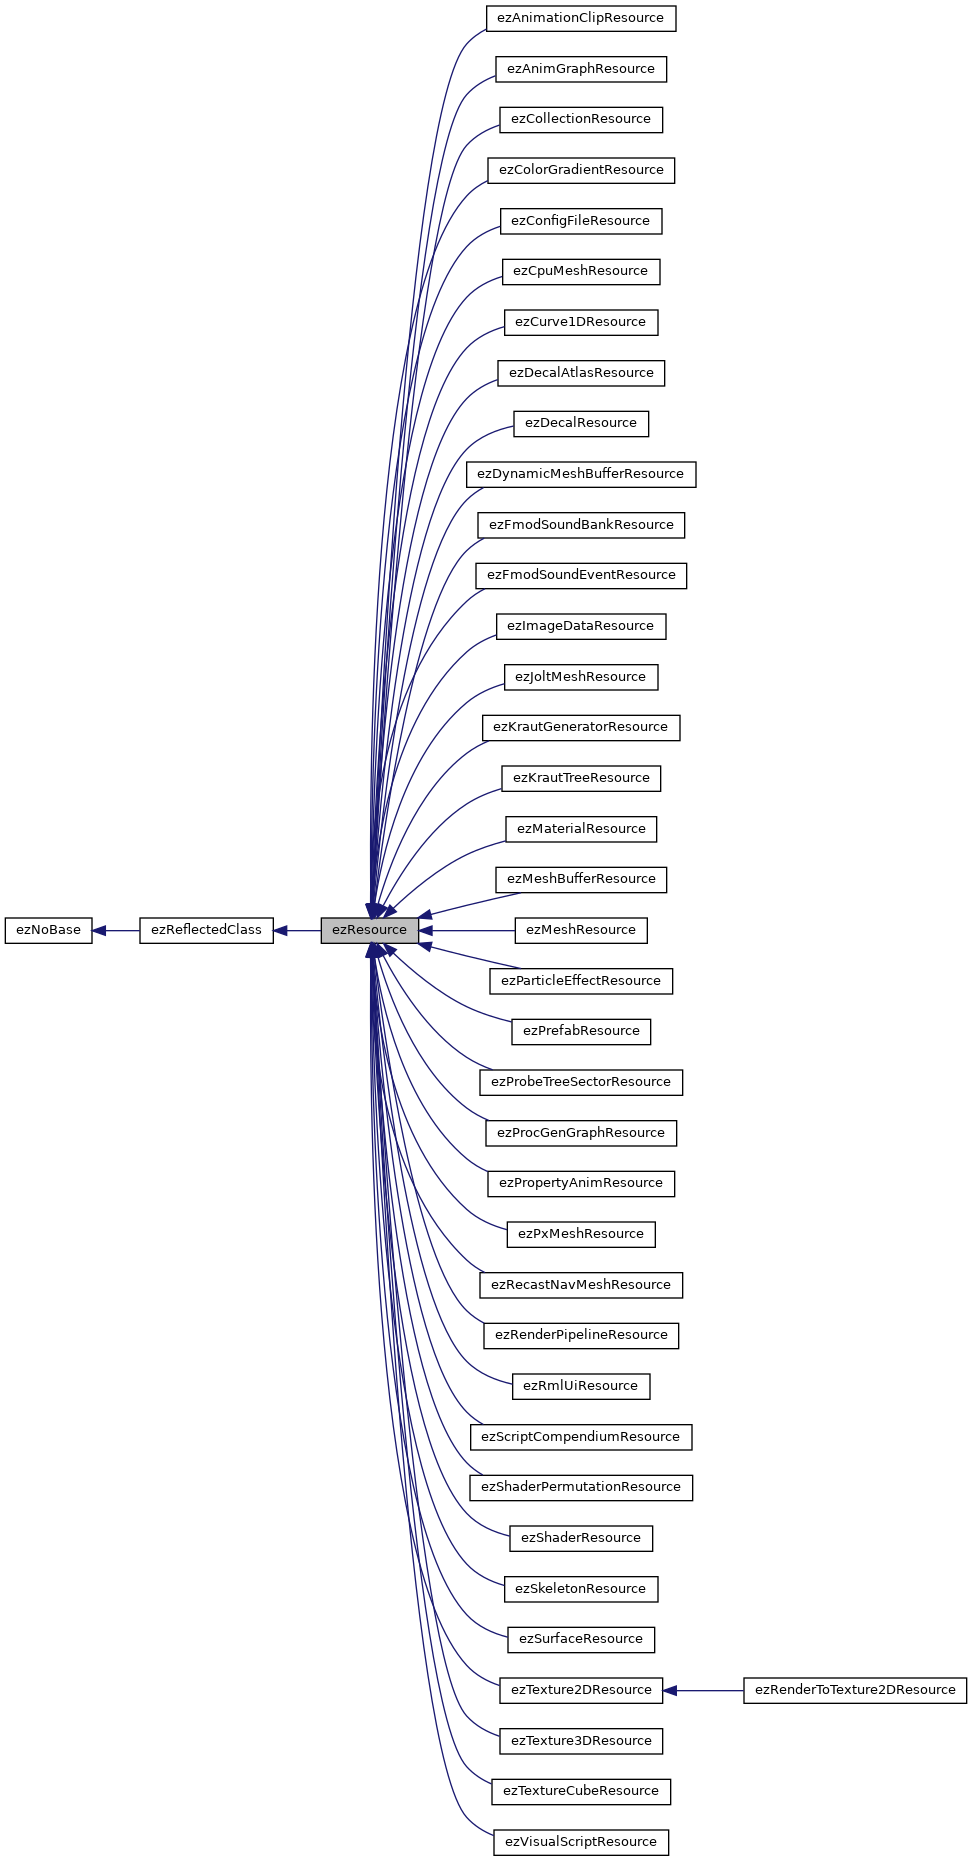 ezAnimationClipResource
ezAnimGraphResource
ezCollectionResource
ezColorGradientResource
ezConfigFileResource
ezCpuMeshResource
ezCurve1DResource
ezDecalAtlasResource
ezDecalResource
ezDynamicMeshBufferResource
ezFmodSoundBankResource
ezFmodSoundEventResource
ezImageDataResource
ezJoltMeshResource
ezKrautGeneratorResource
ezKrautTreeResource
ezMaterialResource
ezMeshBufferResource
ezNoBase
ezReflectedClass
ezResource
ezMeshResource
ezParticleEffectResource
ezPrefabResource
ezProbeTreeSectorResource
ezProcGenGraphResource
ezPropertyAnimResource
ezPxMeshResource
ezRecastNavMeshResource
ezRenderPipelineResource
ezRmlUiResource
ezScriptCompendiumResource
ezShaderPermutationResource
ezShaderResource
ezSkeletonResource
ezSurfaceResource
ezTexture2DResource
ezRenderToTexture2DResource
ezTexture3DResource
ezTextureCubeResource
ezVisualScriptResource